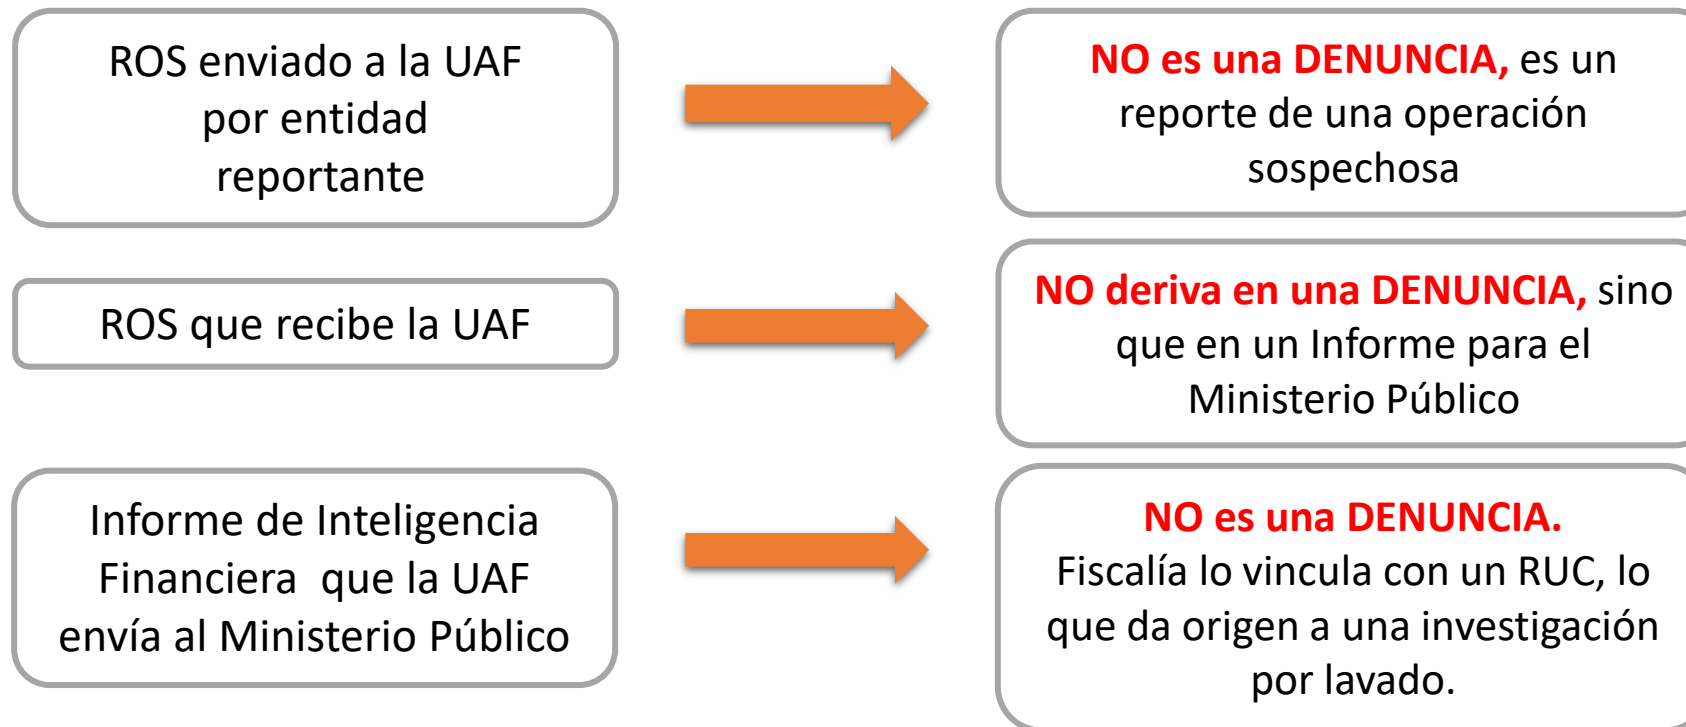 ROS enviado a la UAF
por entidad
reportante
NO es una DENUNCIA, es un
reporte de una operación
sospechosa
ROS que recibe la UAF
NO deriva en una DENUNCIA, sino
que en un Informe para el
Ministerio Público
Informe de Inteligencia
Financiera  que la UAF
envía al Ministerio Público
NO es una DENUNCIA.
Fiscalía lo vincula con un RUC, lo
que da origen a una investigación
por lavado.